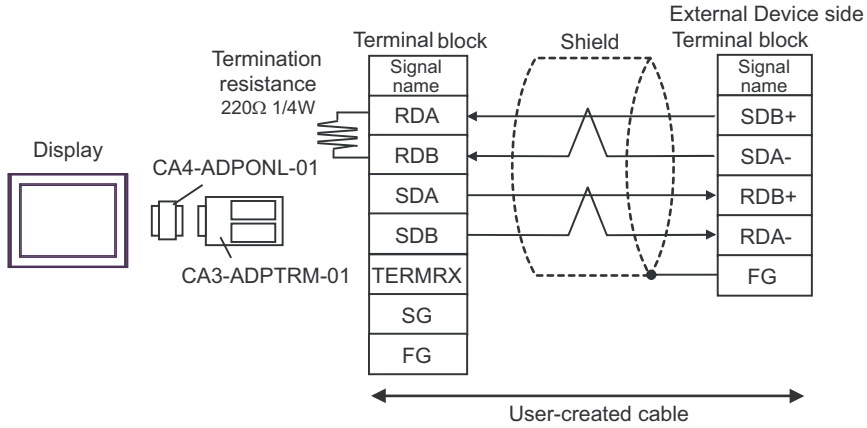 External Device side
Terminal block
Shield
Terminal block
Termination
resistance
220Ω 1/4W
Display
CA4-ADPONL-01
CA3-ADPTRM-01
Signal
name
RDA
RDB
SDA
SDB
TERMRX
SG
FG
Signal
name
SDB+
SDA-
RDB+
RDA-
FG
User-created cable